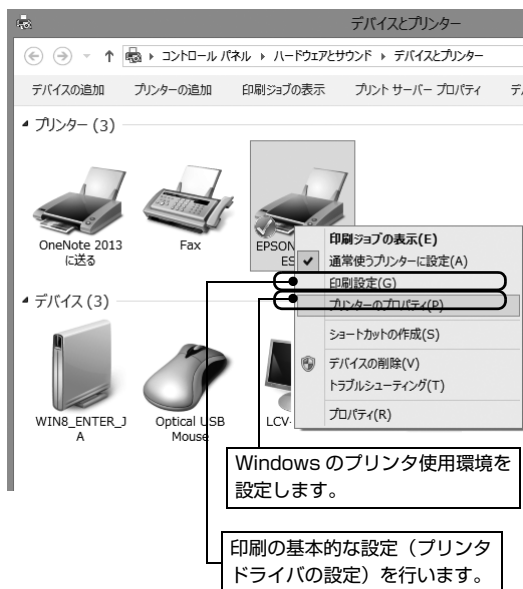 デバイスとプリンター
コントロール パネル ▸ ハードウェアとサウンド ▸ デバイスとプリンター
デバイスの追加 プリンターの追加 印刷ジョブの表示 プリント サーバー プロパティ デ
プリンター (3)
OneNote 2013
に送る
Fax
EPSON
ES
印刷ジョブの表示(E)
通常使うプリンターに設定(A)
印刷設定(G)
プリンターのプロパティ(P)
ショートカットの作成(S)
デバイスの削除(V)
トラブルシューティング(T)
プロパティ(R)
デバイス (3)
WIN8_ENTER_J
A
Optical USB
Mouse
LCV-
Windows のプリンタ使用環境を
設定します。
印刷の基本的な設定（プリンタ
ドライバの設定）を行います。